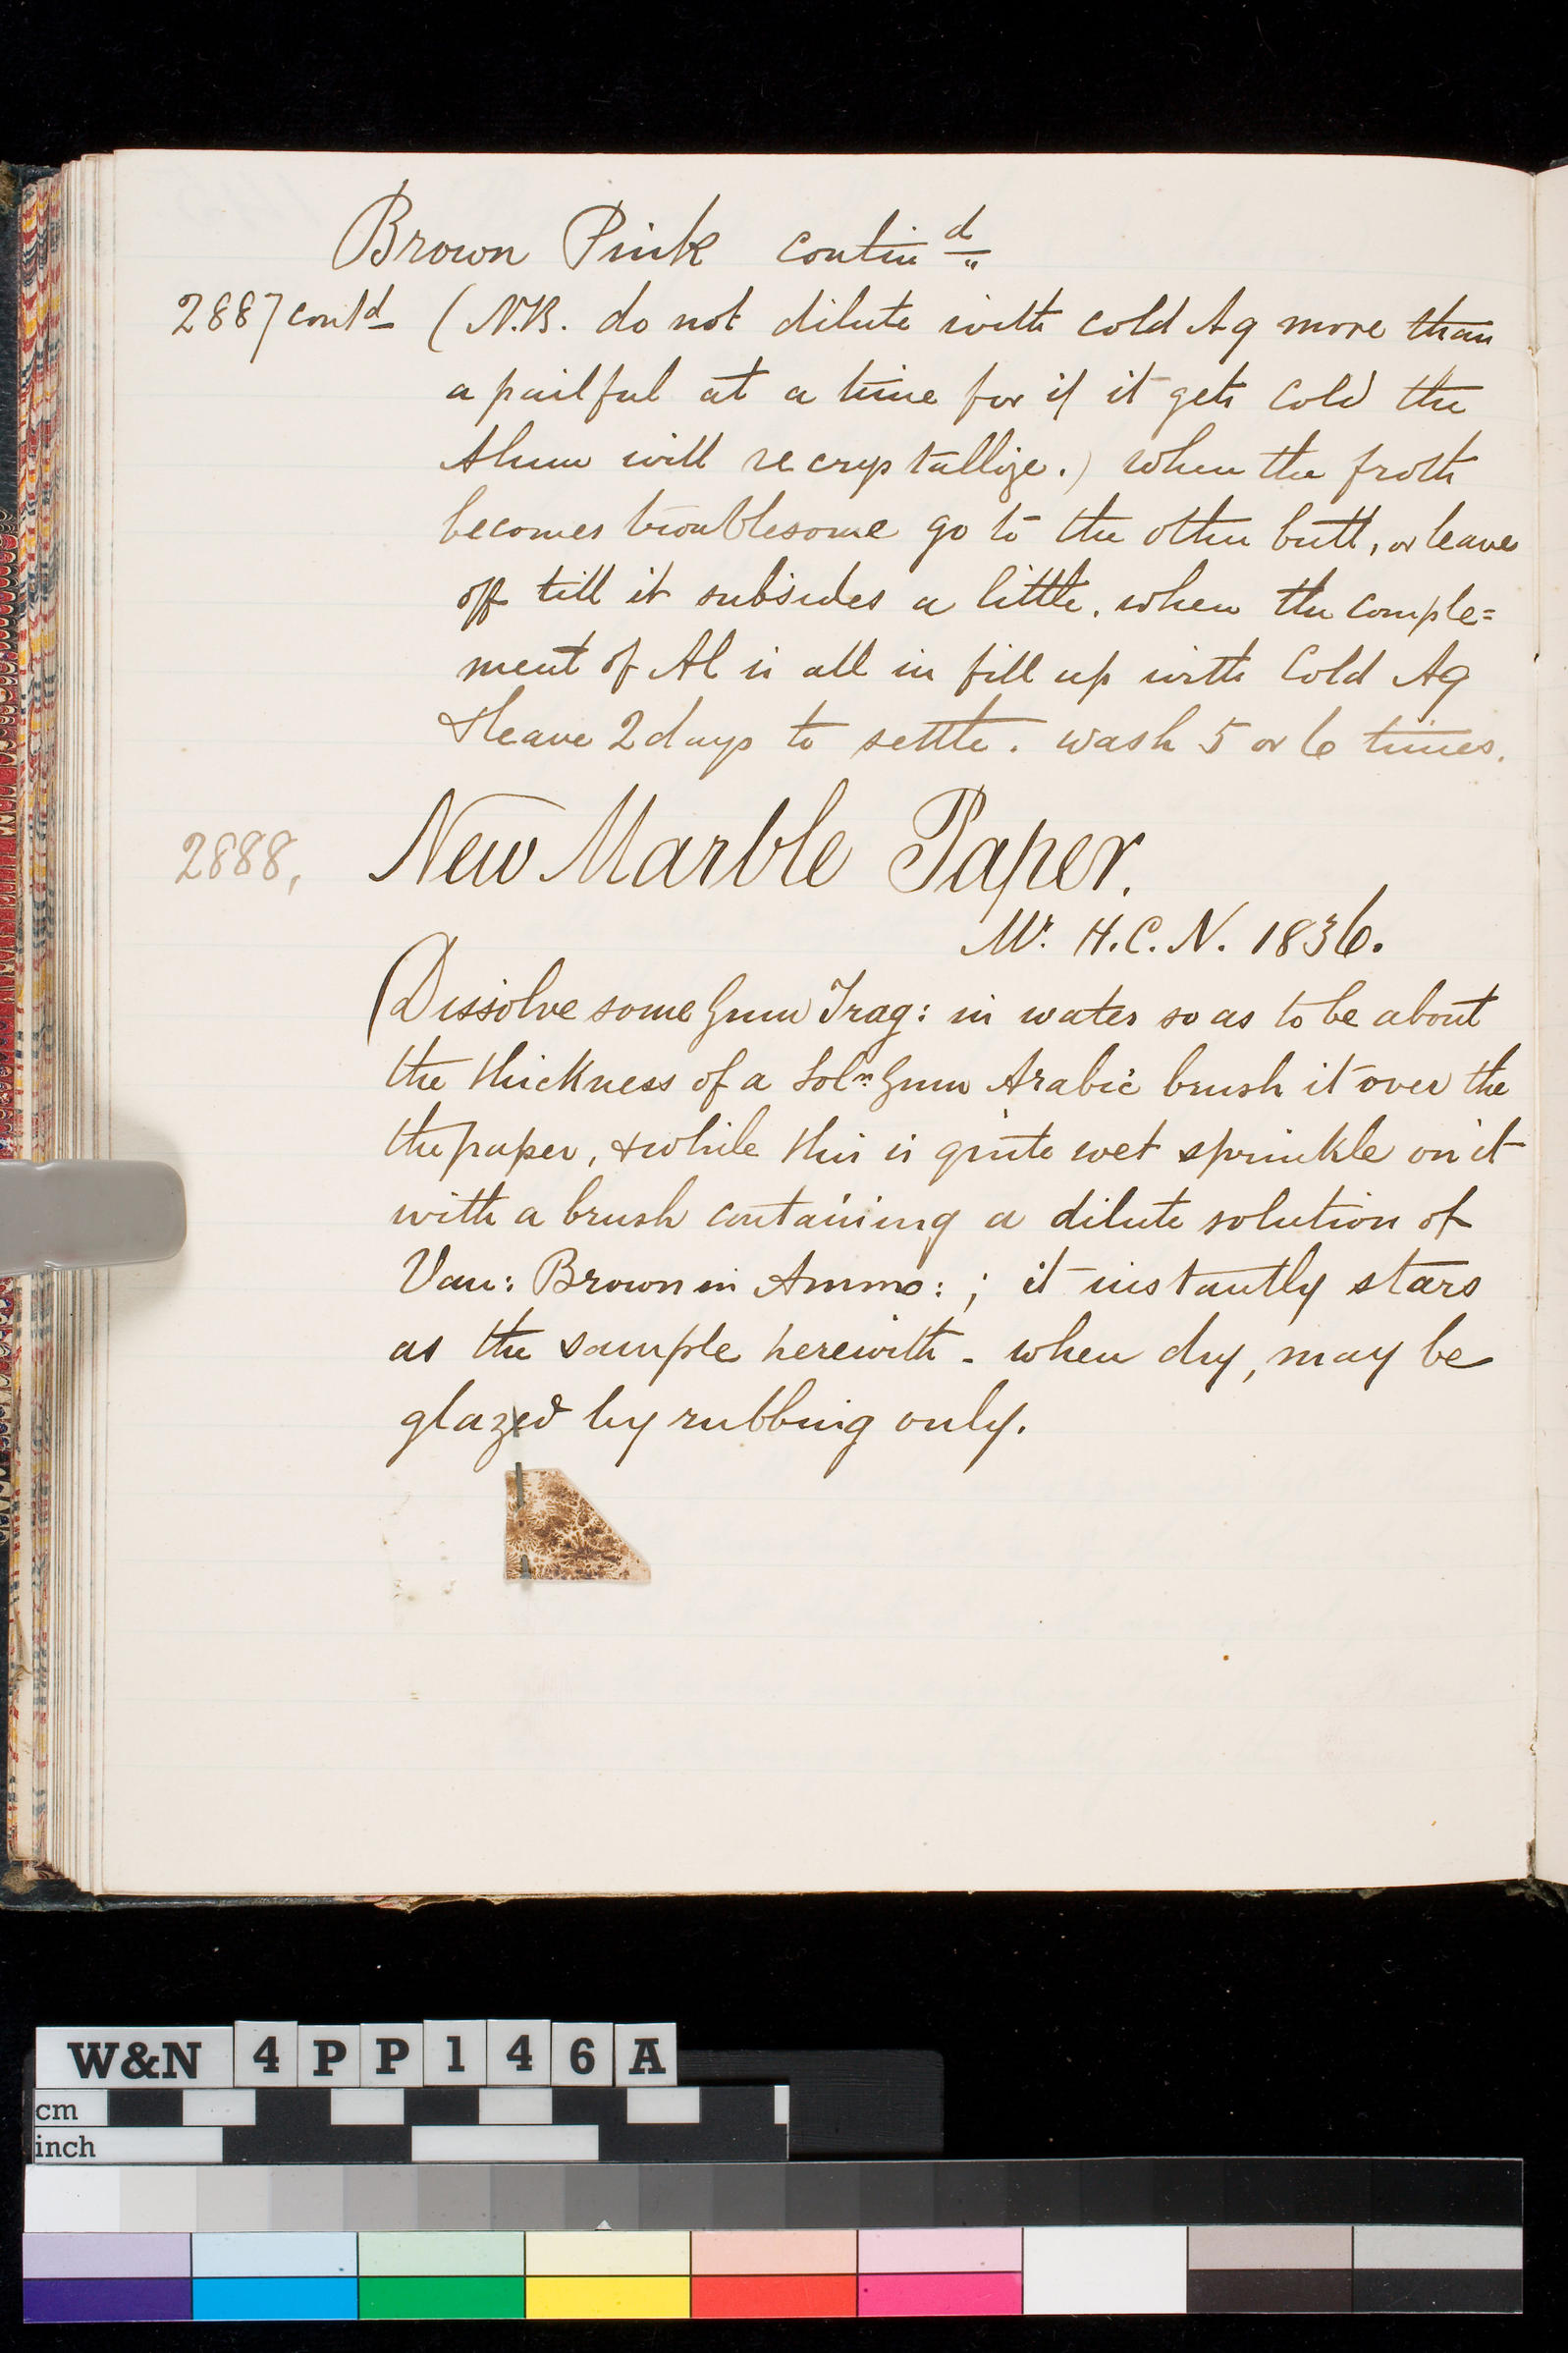 Brown Pink contin d
2887 contd (N.B. do not dilute with cold Aq more than
a pailful at a time for if it gets cold the
Alum will recrystallize.) when the froth
becomes troublesome go to the other butt, or leave
off till it subsides a little. when the comple=
ment of Al is all in fill up with Cold Aq
& leave 2 days to settle. wash 5 or 6 times.
2888, New Marble Paper.
Mr. H.C.N. 1836.
(Dissolve some Gum Trag: in water so as to be about
the thickness of a Soln Gum Arabic brush it over the
the paper, & while this is quite wet sprinkle on it
with a brush containing a dilute solution of
Van: Brown in Ammo: ; it instantly stars
as the sample herewith - when dry, may be
glazed by rubbing only.
W&N 4PP146A
cm
inch